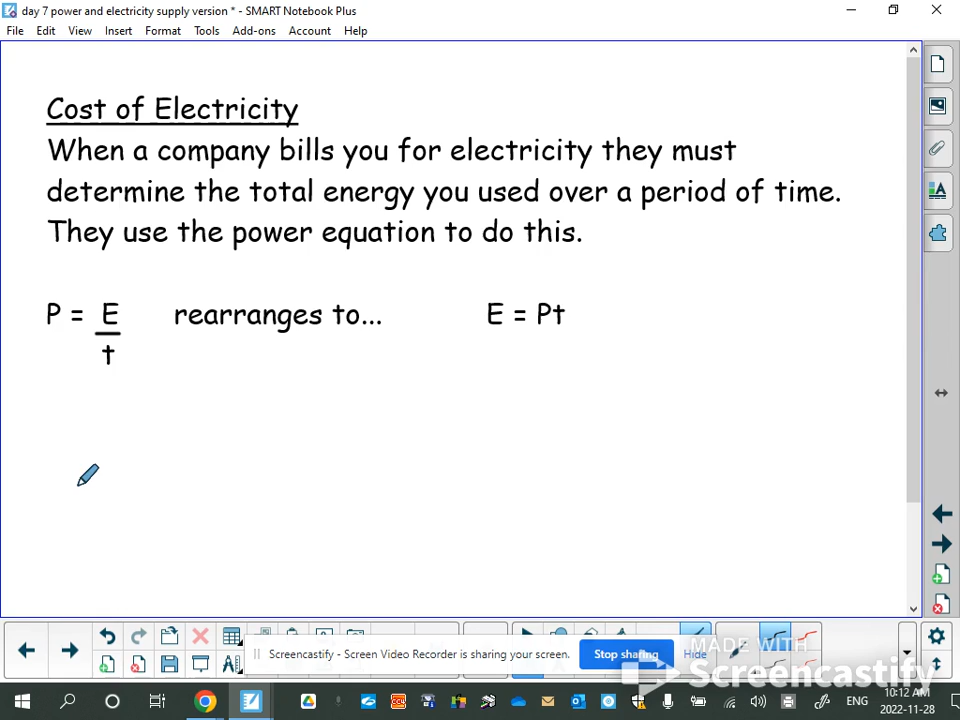 day 7 power and electricity supply version * - SMART Notebook Plus
File Edit View Insert Format Tools Add-ons Account Help
Cost of Electricity
When a company bills you for electricity they must
determine the total energy you used over a period of time.
They use the power equation to do this.
P = E rearranges to... E = Pt
t
Screencastify - Screen Video Recorder is sharing your screen. Stop sharing Hide
MADE WITH
Screencastify
ENG 10:12 AM
2022-11-28